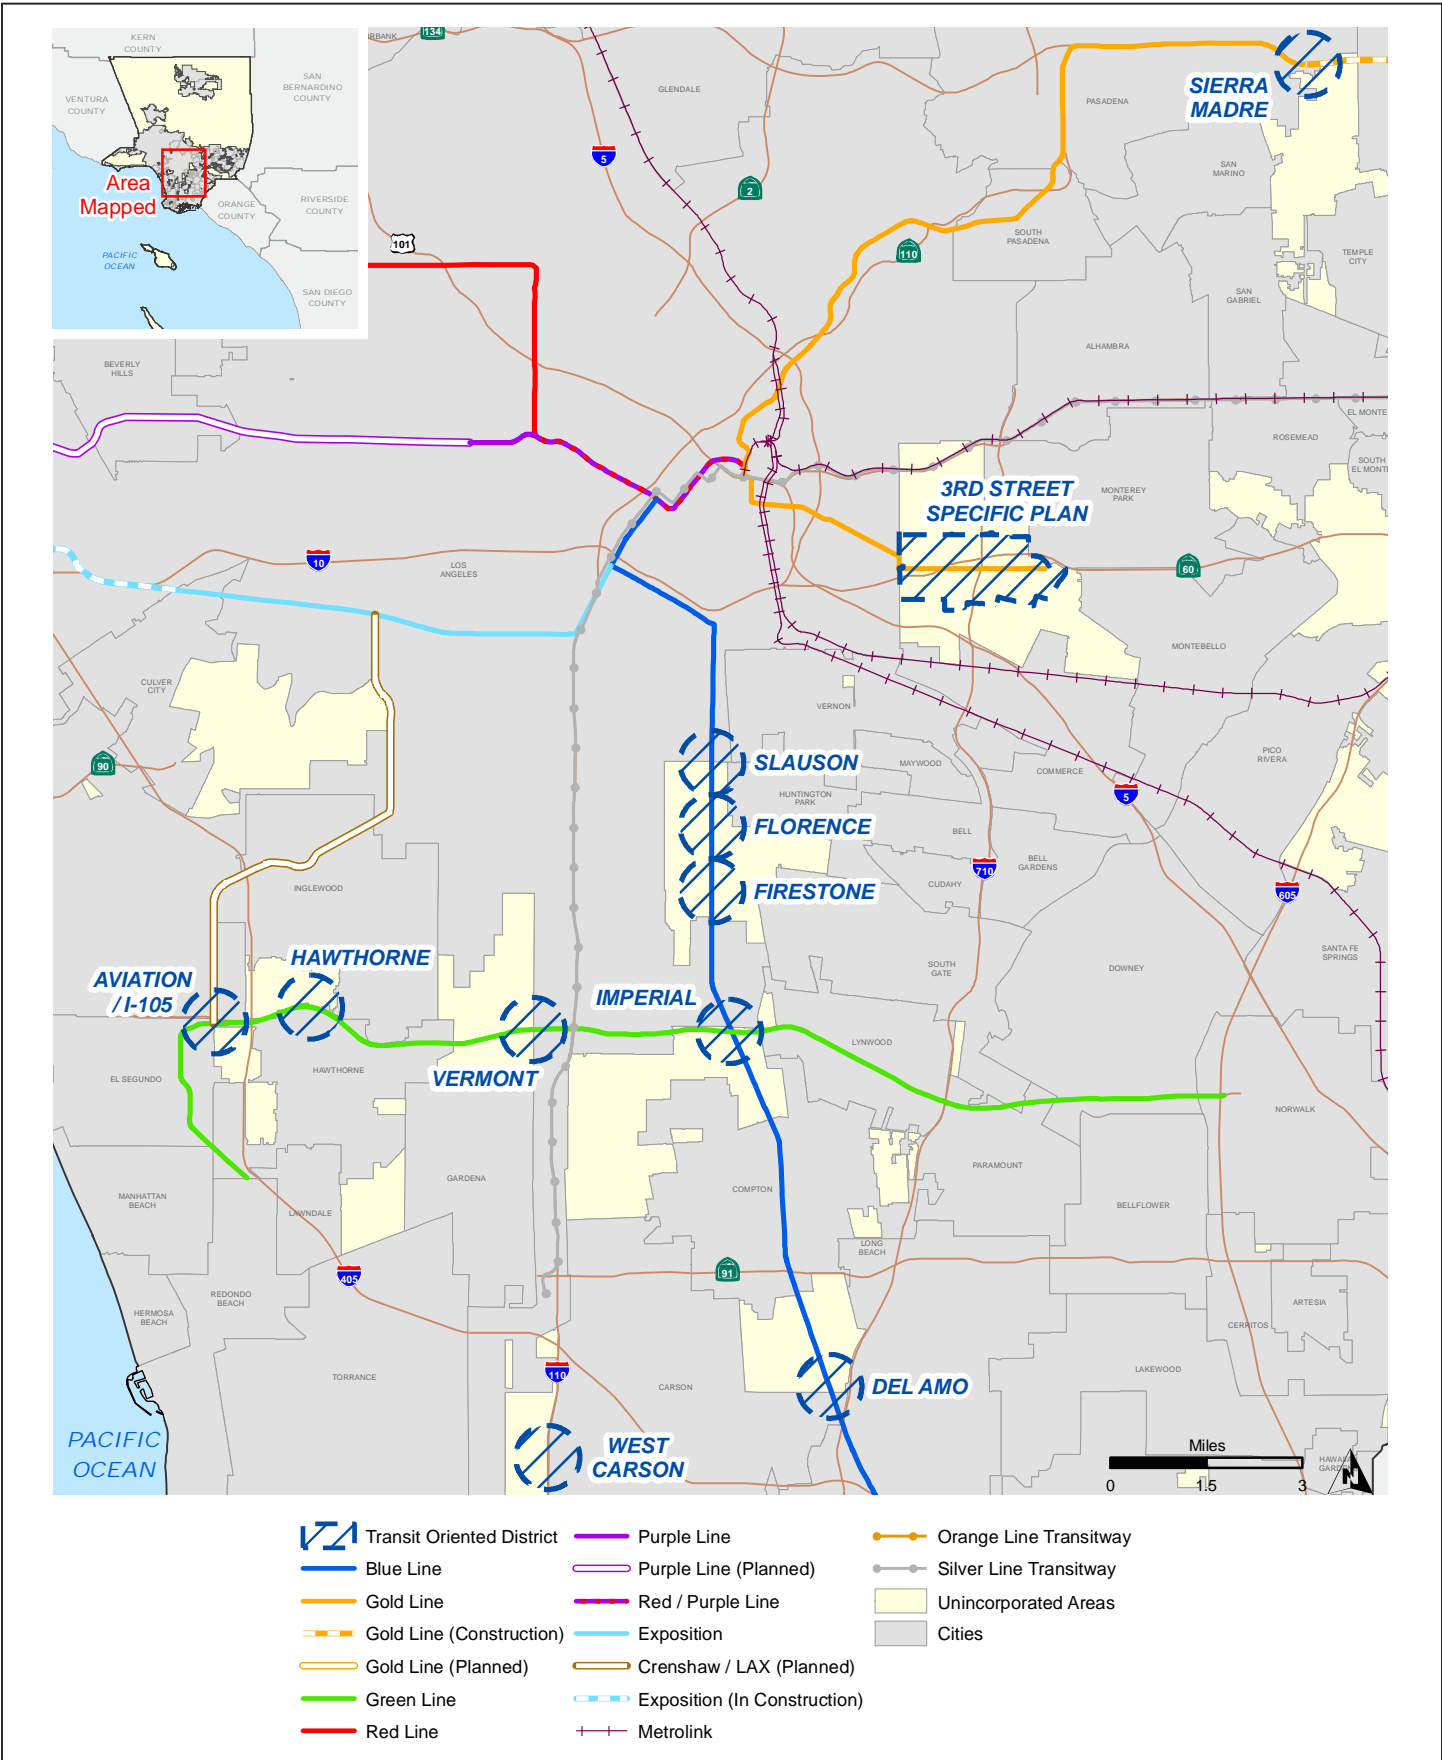 KERN
COUNTY
VENTURA
COUNTY
SAN
BERNARDINO
COUNTY
Area
Mapped
ORANGE
COUNTY
RIVERSIDE
COUNTY
PACIFIC
OCEAN
SAN DIEGO
COUNTY
RBANK
134
GLENDALE
5
2
101
110
PASADENA
SIERRA
MADRE
SAN
MARINO
SOUTH
PASADENA
TEMPLE
CITY
SAN
GABRIEL
ALHAMBRA
BEVERLY
HILLS
EL MONTE
ROSEMEAD
SOUTH
EL MONTE
MONTEREY
PARK
3RD STREET
SPECIFIC PLAN
10
LOS
ANGELES
60
MONTEBELLO
CULVER
CITY
VERNON
90
SLAUSON
MAYWOOD
COMMERCE
PICO
RIVERA
HUNTINGTON
PARK
5
FLORENCE
BELL
BELL
GARDENS
710
CUDAHY
FIRESTONE
605
INGLEWOOD
HAWTHORNE
AVIATION
/ I-105
IMPERIAL
SOUTH
GATE
DOWNEY
SANTA FE
SPRINGS
LYNWOOD
VERMONT
EL SEGUNDO
HAWTHORNE
NORWALK
PARAMOUNT
GARDENA
COMPTON
MANHATTAN
BEACH
LAWNDALE
BELLFLOWER
LONG
BEACH
91
405
REDONDO
BEACH
HERMOSA
BEACH
ARTESIA
CERRITOS
TORRANCE
110
CARSON
DEL AMO
LAKEWOOD
PACIFIC
OCEAN
WEST
CARSON
Miles
0 1.5 3
N
Transit Oriented District
Blue Line
Gold Line
Gold Line (Construction)
Gold Line (Planned)
Green Line
Red Line
Purple Line
Purple Line (Planned)
Red / Purple Line
Exposition
Crenshaw / LAX (Planned)
Exposition (In Construction)
Metrolink
Orange Line Transitway
Silver Line Transitway
Unincorporated Areas
Cities